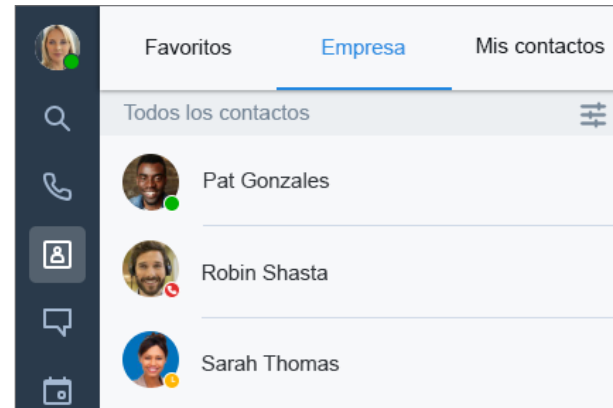 Favoritos Empresa Mis contactos
Todos los contactos
Pat Gonzales
Robin Shasta
Sarah Thomas